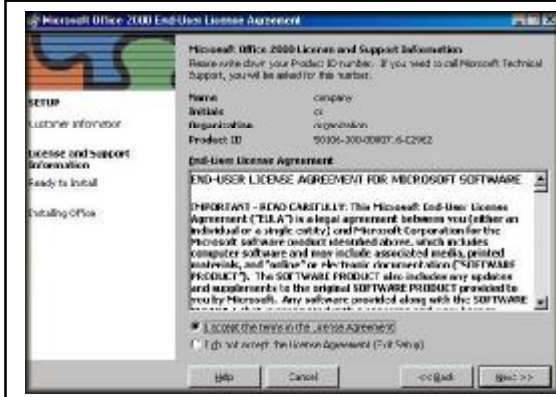 Microsoft Office 2000 End-User License Agreement
Microsoft Office 2000 License and Support Information
Please write down your Product ID number. If you need to call Microsoft Technical
Support, you will be asked for this number.
SETUP
Customer information
License and Support
Information
Ready to Install
Installing Office
Name company
Initials
Organization organization
Product ID
End-User License Agreement
END-USER LICENSE AGREEMENT FOR MICROSOFT SOFTWARE
IMPORTANT - READ CAREFULLY: This Microsoft End-User License
Agreement ("EULA") is a legal agreement between you (either an
individual or a single entity) and Microsoft Corporation for the
Microsoft software product identified above, which includes
computer software and may include associated media, printed
materials, and "online" or electronic documentation ("SOFTWARE
PRODUCT"). The SOFTWARE PRODUCT also includes any updates
and supplements to the original SOFTWARE PRODUCT provided to
you by Microsoft. Any software provided along with the SOFTWARE
I accept the terms in the License Agreement
I do not accept the License Agreement (Exit Setup)
Help Cancel << Back Next >>